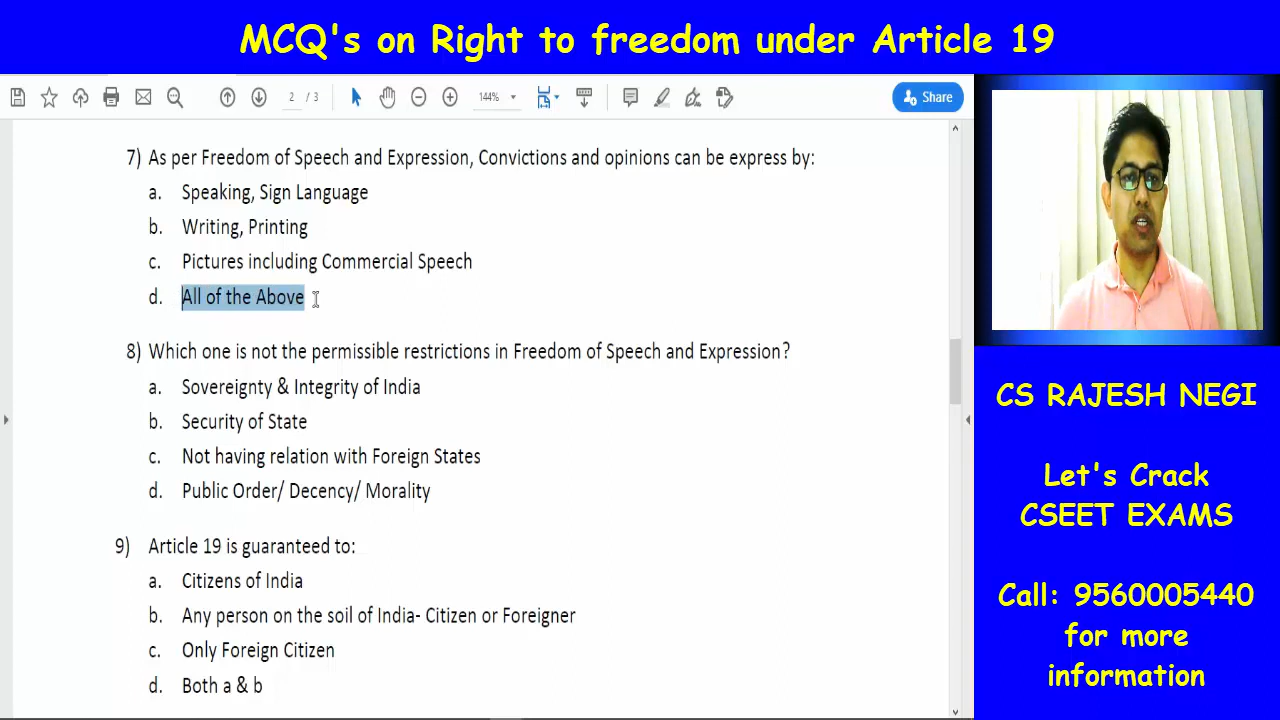 MCQ's on Right to freedom under Article 19
2 / 3
144%
Share
7) As per Freedom of Speech and Expression, Convictions and opinions can be express by:
a. Speaking, Sign Language
b. Writing, Printing
c. Pictures including Commercial Speech
d. All of the Above
8) Which one is not the permissible restrictions in Freedom of Speech and Expression?
a. Sovereignty & Integrity of India
b. Security of State
c. Not having relation with Foreign States
d. Public Order/ Decency/ Morality
9) Article 19 is guaranteed to:
a. Citizens of India
b. Any person on the soil of India- Citizen or Foreigner
c. Only Foreign Citizen
d. Both a & b
CS RAJESH NEGI
Let's Crack
CSEET EXAMS
Call: 9560005440
for more
information